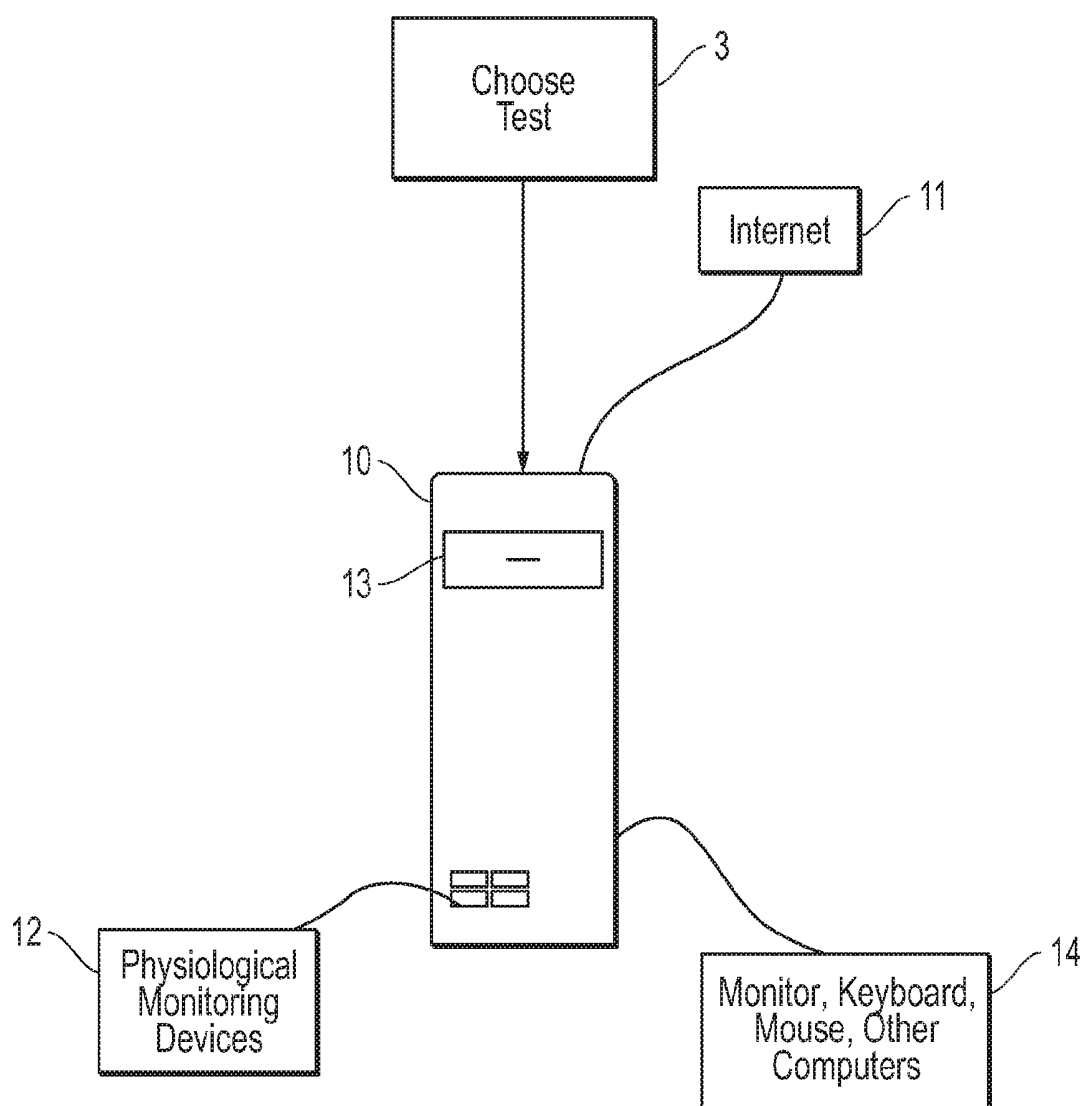 Choose
Test
3
Internet
11
10
13
12
Physiological
Monitoring
Devices
14
Monitor, Keyboard,
Mouse, Other
Computers